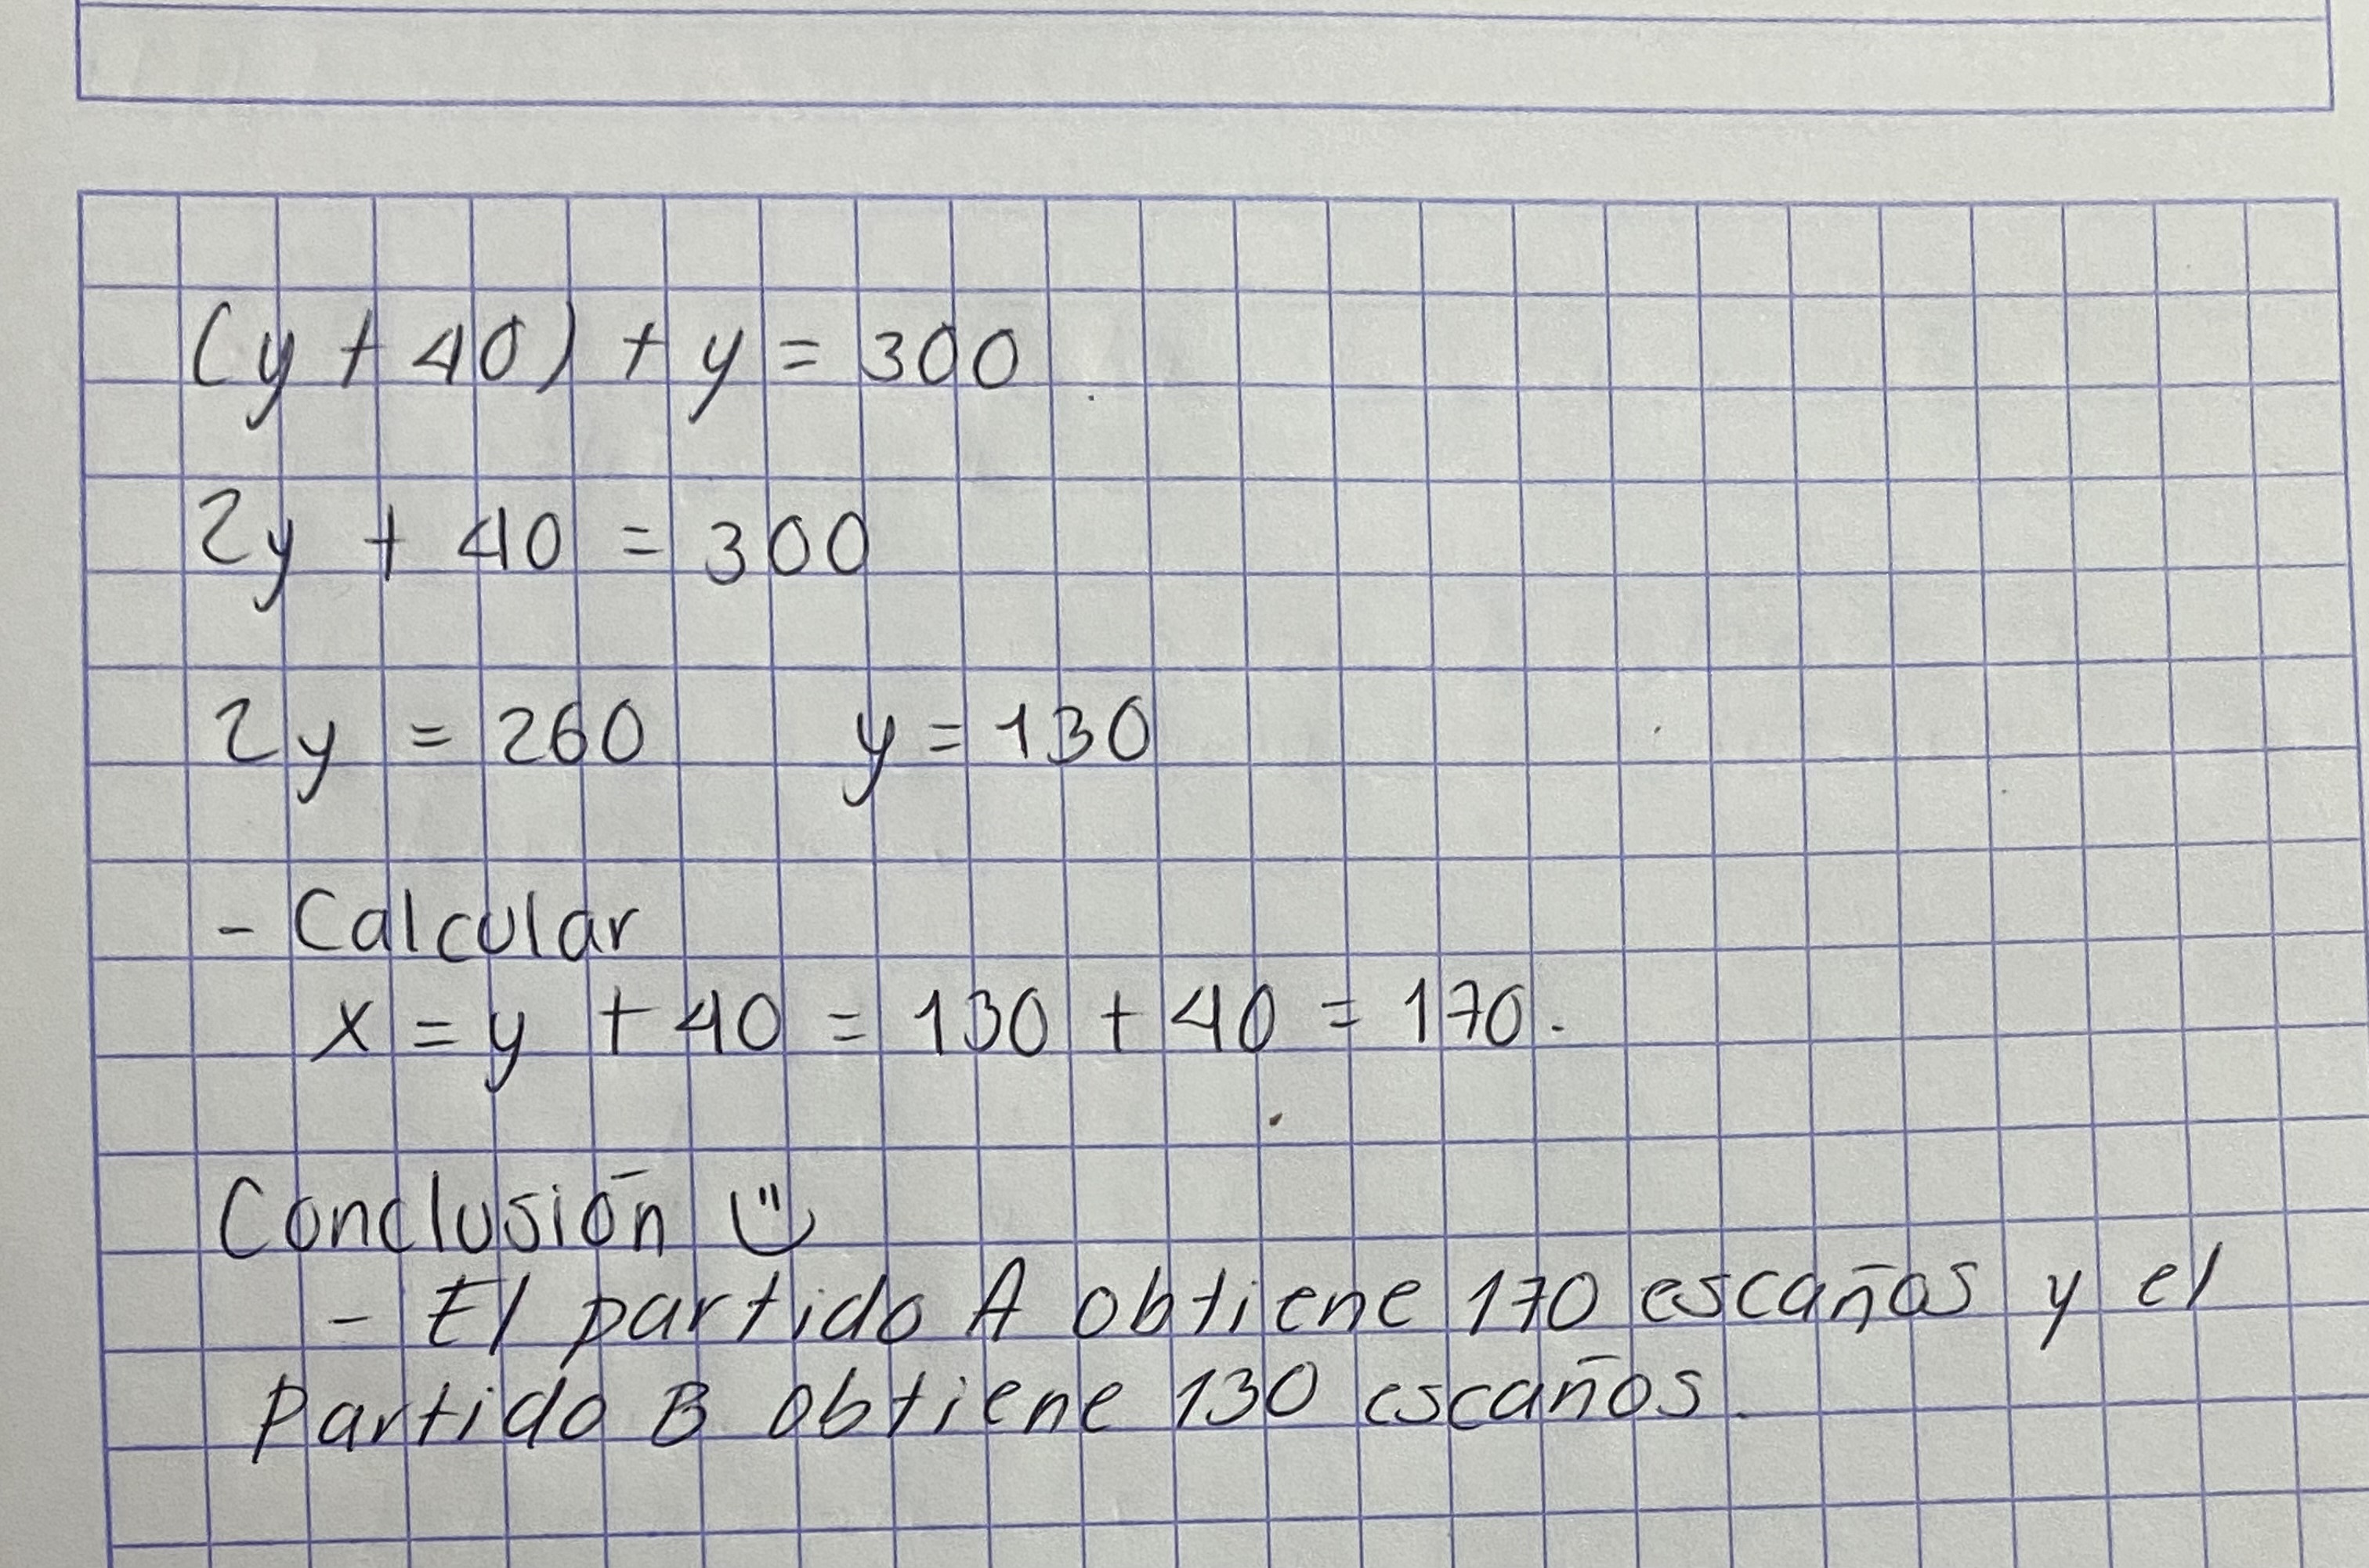 (y + 40) + y = 300
2y + 40 = 300
2y = 260 y = 130
- Calcular
x = y + 40 = 130 + 40 = 170.
Conclusión
- El partido A obtiene 170 escaños y el
partido B obtiene 130 escaños.